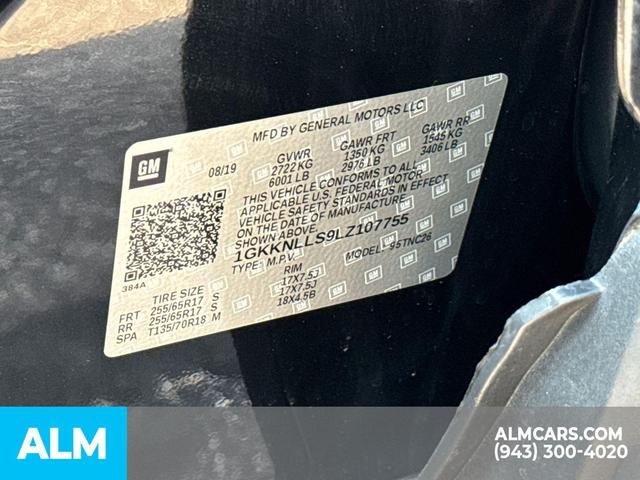 MFD BY GENERAL MOTORS LLC
GM
08/19
GVWR
2722 KG
6001 LB
GAWR FRT
1350 KG
2976 LB
GAWR RR
1545 KG
3406 LB
THIS VEHICLE CONFORMS TO ALL
APPLICABLE U.S. FEDERAL MOTOR
VEHICLE SAFETY STANDARDS IN EFFECT
ON THE DATE OF MANUFACTURE
SHOWN ABOVE.
1GKKNLLS9LZ107755
TYPE: M.P.V. MODEL: 95TNC26
384A
TIRE SIZE RIM
FRT 255/65R17 S 17X7.5J
RR 255/65R17 S 17X7.5J
SPA T135/70R18 M 18X4.5B
ALM
ALMCARS.COM
(943) 300-4020